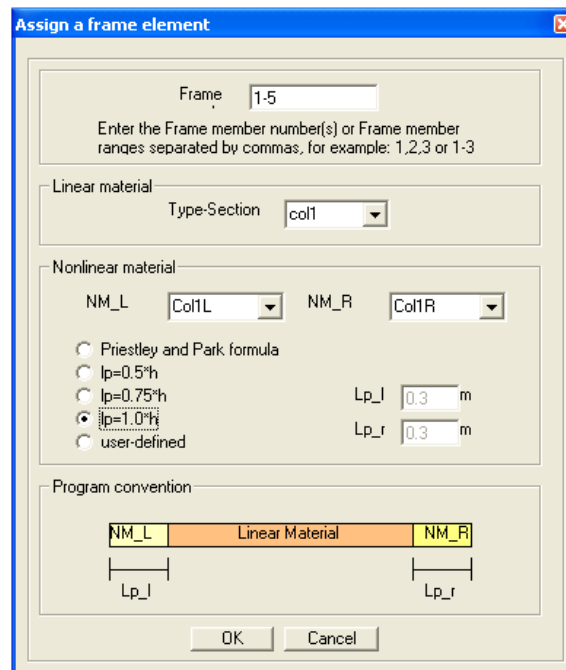 Assign a frame element
Frame 1-5
Enter the Frame member number(s) or Frame member
ranges separated by commas, for example: 1,2,3 or 1-3
Linear material
Type-Section col1
Nonlinear material
NM_L Col1L NM_R Col1R
Priestley and Park formula
lp=0.5*h
lp=0.75*h Lp_l 0.3 m
lp=1.0*h
Lp_r 0.3 m
user-defined
Program convention
NM_L Linear Material NM_R
Lp_l Lp_r
OK Cancel